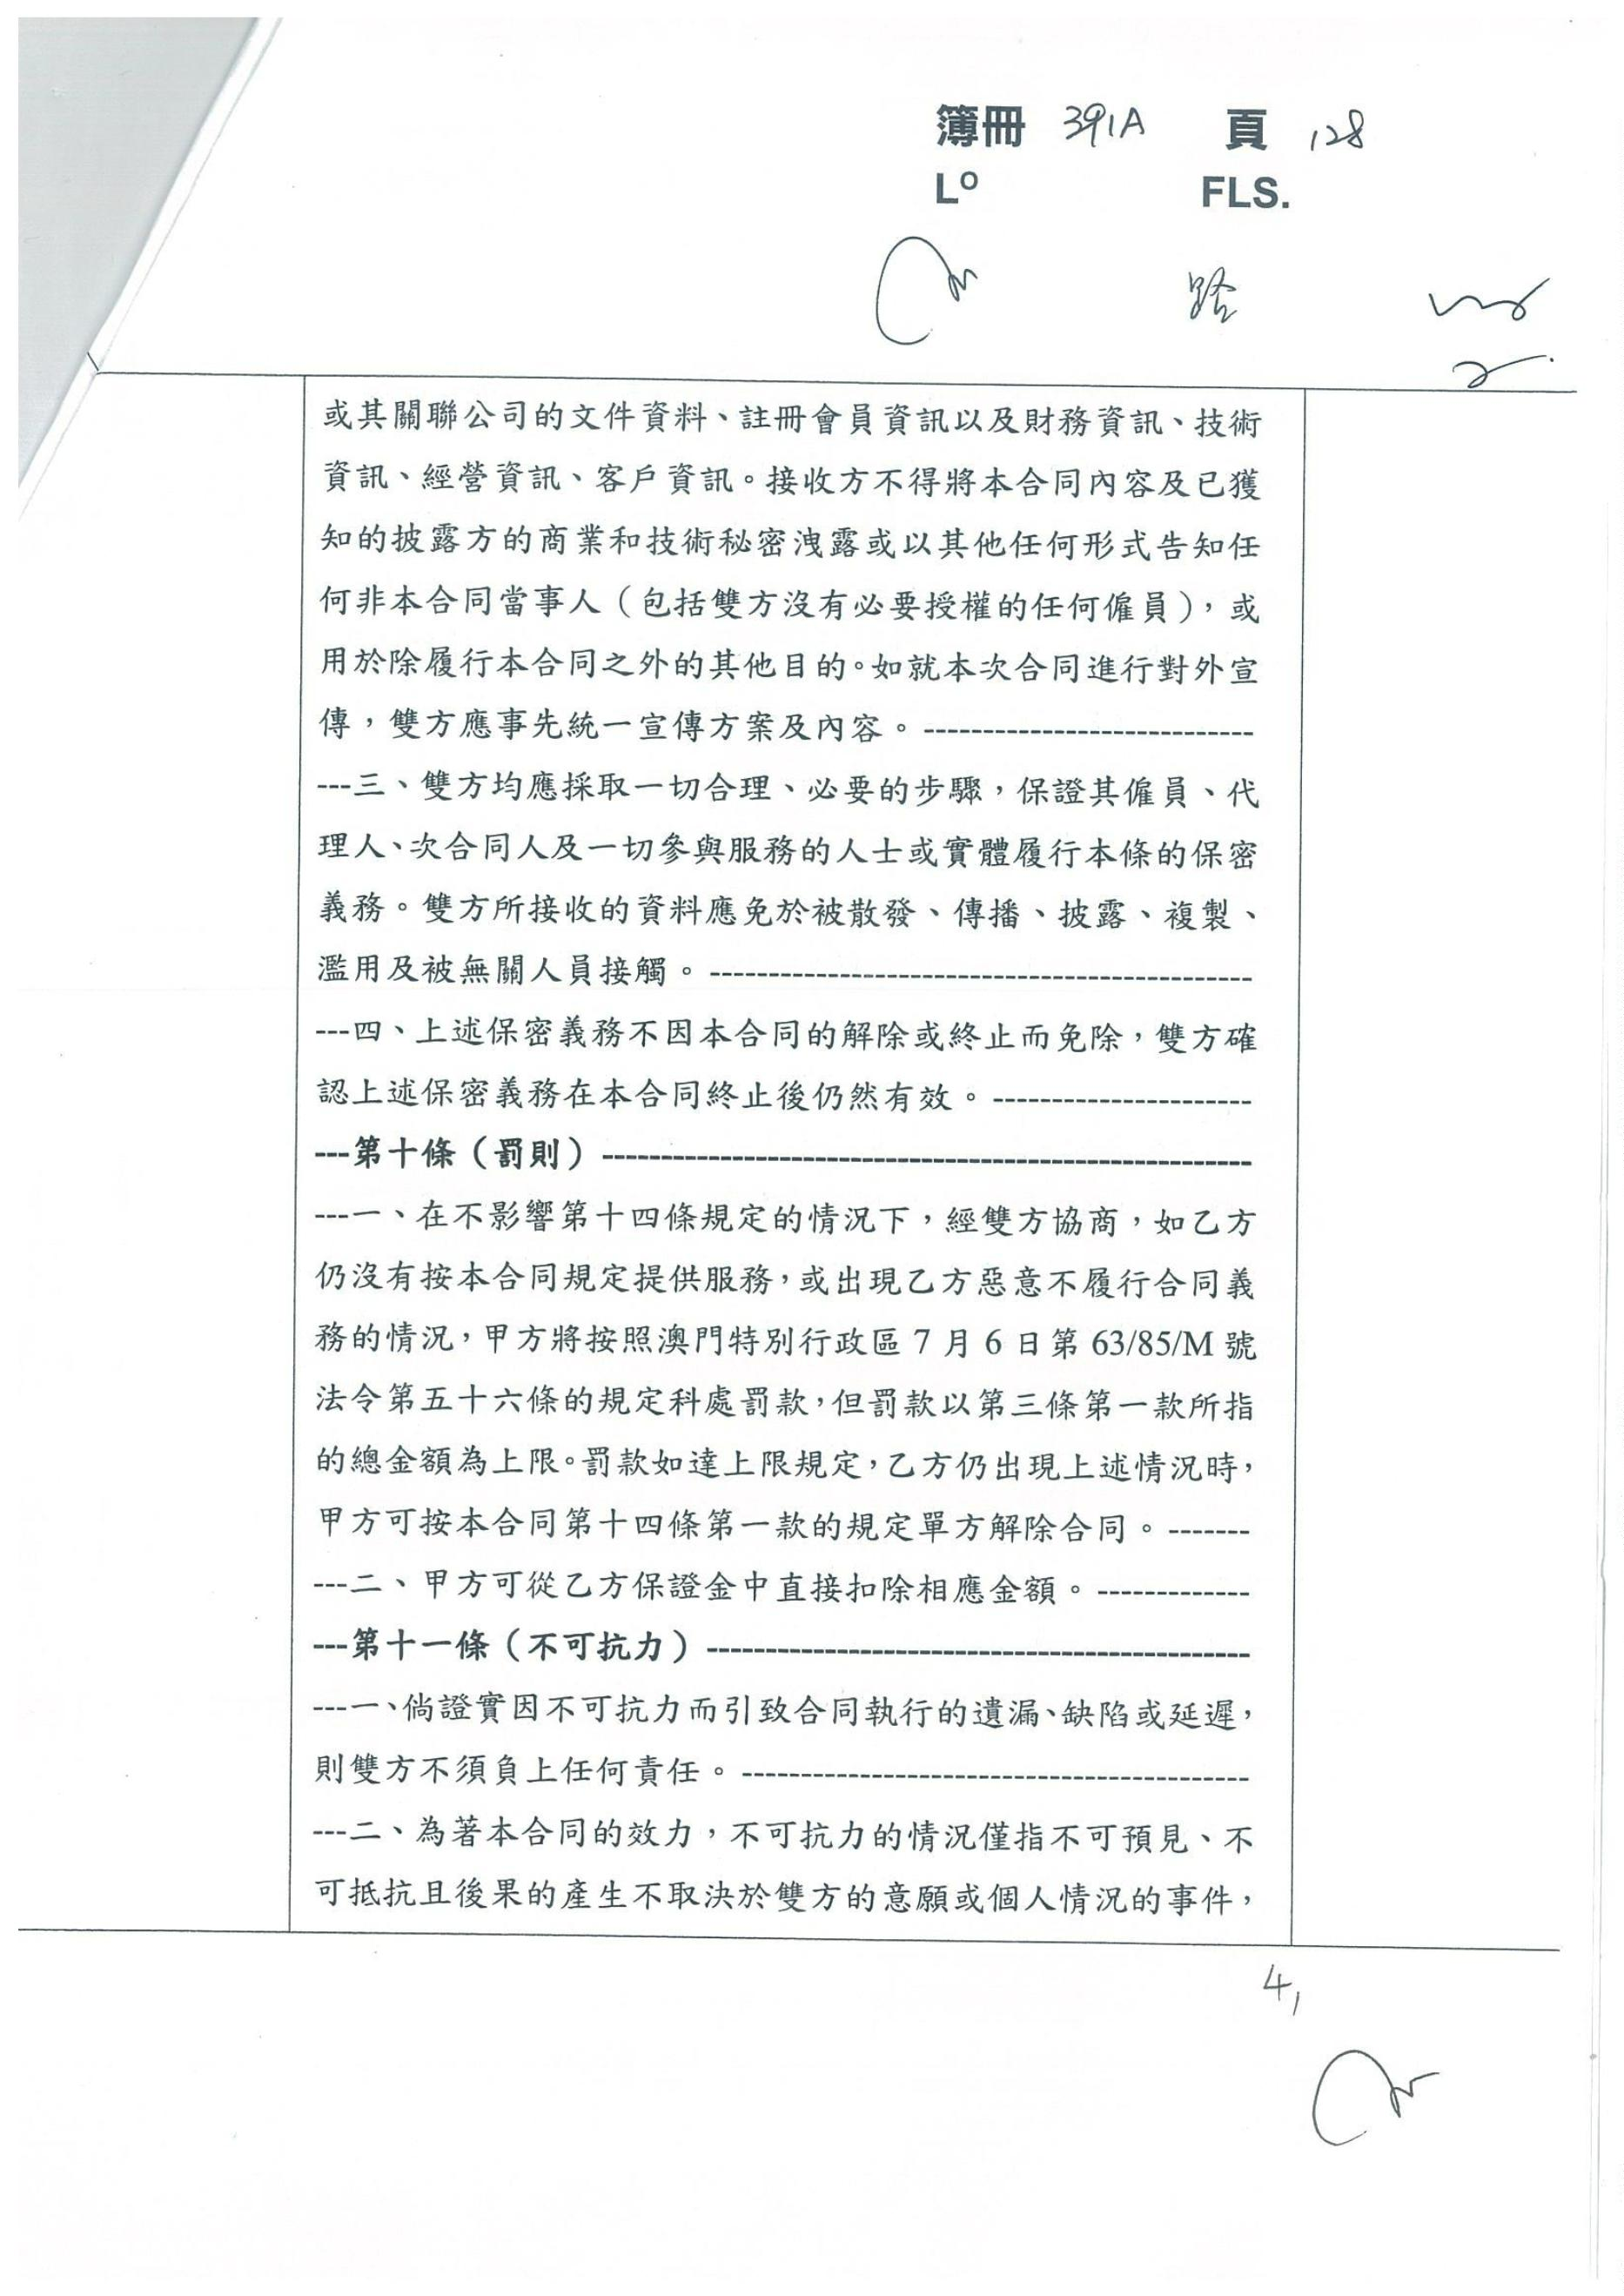 簿冊 391A 頁 128
Lº FLS.
或其關聯公司的文件資料、註冊會員資訊以及財務資訊、技術
資訊、經營資訊、客戶資訊。接收方不得將本合同內容及已獲
知的披露方的商業和技術秘密洩露或以其他任何形式告知任
何非本合同當事人（包括雙方沒有必要授權的任何僱員），或
用於除履行本合同之外的其他目的。如就本次合同進行對外宣
傳，雙方應事先統一宣傳方案及內容。----------------------------
---三、雙方均應採取一切合理、必要的步驟，保證其僱員、代
理人、次合同人及一切參與服務的人士或實體履行本條的保密
義務。雙方所接收的資料應免於被散發、傳播、披露、複製、
濫用及被無關人員接觸。----------------------------------------------
---四、上述保密義務不因本合同的解除或終止而免除，雙方確
認上述保密義務在本合同終止後仍然有效。----------------------
---第十條（罰則）-------------------------------------------------------
---一、在不影響第十四條規定的情況下，經雙方協商，如乙方
仍沒有按本合同規定提供服務，或出現乙方惡意不履行合同義
務的情況，甲方將按照澳門特別行政區 7 月 6 日第 63/85/M 號
法令第五十六條的規定科處罰款，但罰款以第三條第一款所指
的總金額為上限。罰款如達上限規定，乙方仍出現上述情況時，
甲方可按本合同第十四條第一款的規定單方解除合同。-------
---二、甲方可從乙方保證金中直接扣除相應金額。-------------
---第十一條（不可抗力）----------------------------------------------
---一、倘證實因不可抗力而引致合同執行的遺漏、缺陷或延遲，
則雙方不須負上任何責任。-------------------------------------------
---二、為著本合同的效力，不可抗力的情況僅指不可預見、不
可抵抗且後果的產生不取決於雙方的意願或個人情況的事件，
4,